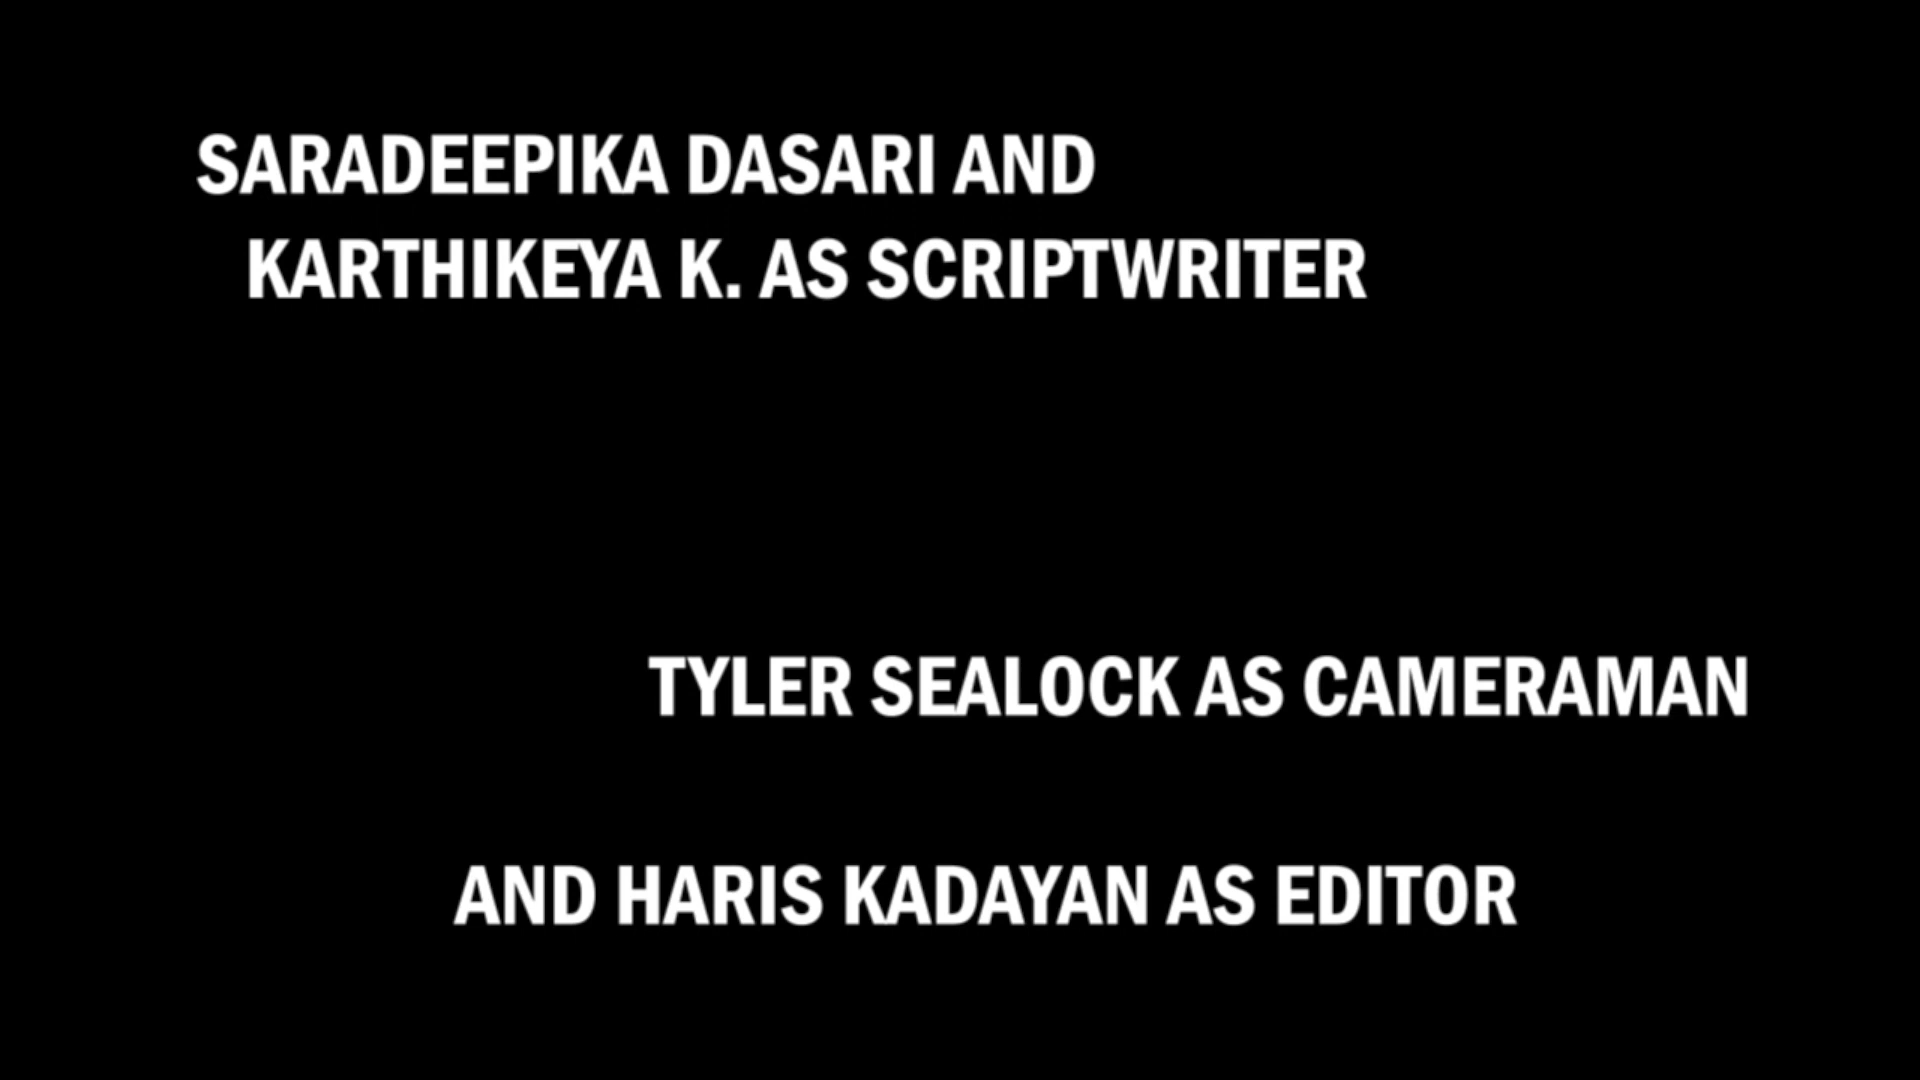 SARADEEPIKA DASARI AND
KARTHIKEYA K. AS SCRIPTWRITER
TYLER SEALOCK AS CAMERAMAN
AND HARIS KADAYAN AS EDITOR